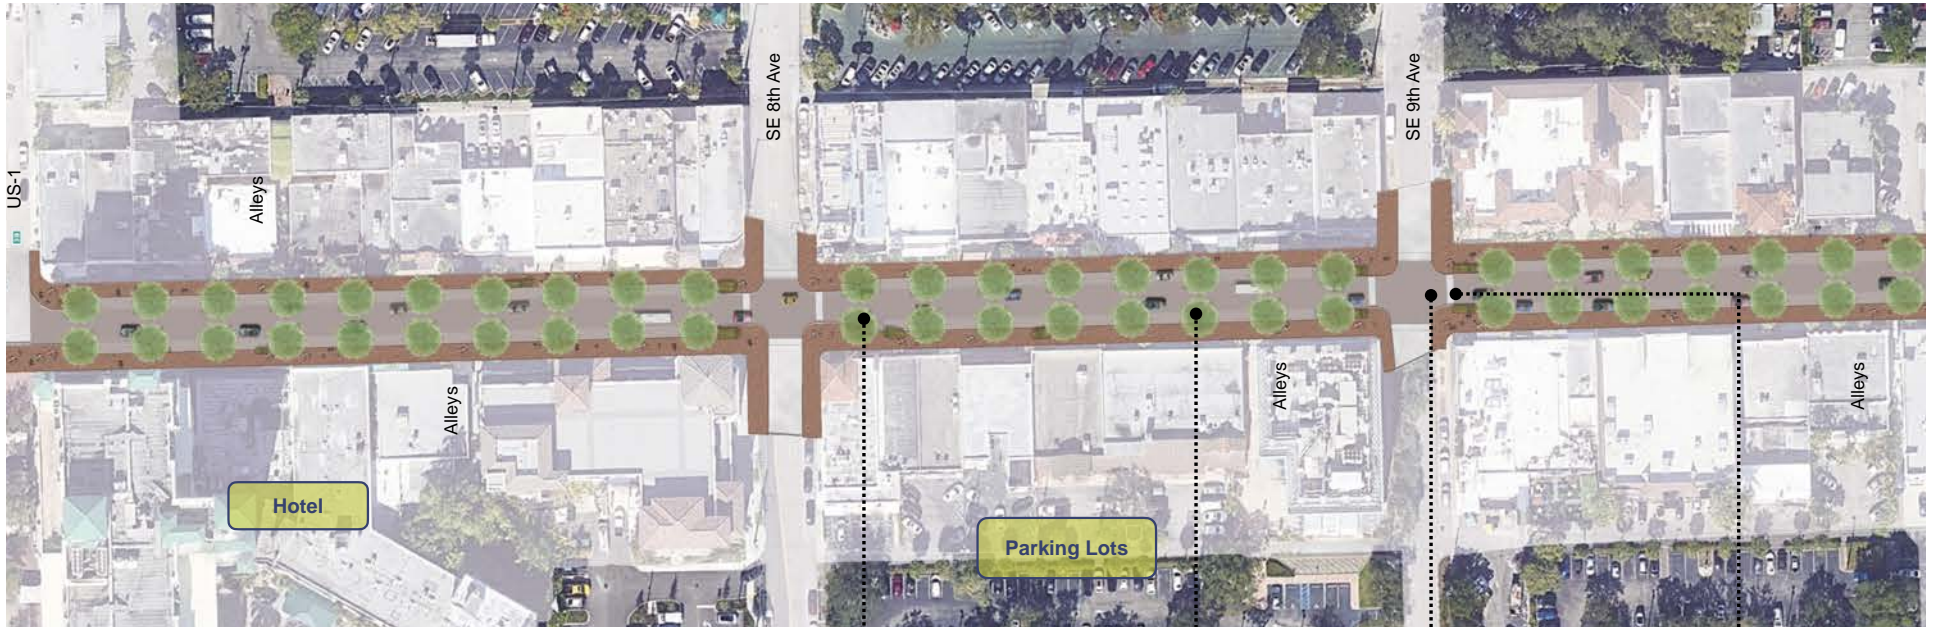 US-1
Alleys
SE 8th Ave
SE 9th Ave
Alleys
Alleys
Alleys
Hotel
Parking Lots